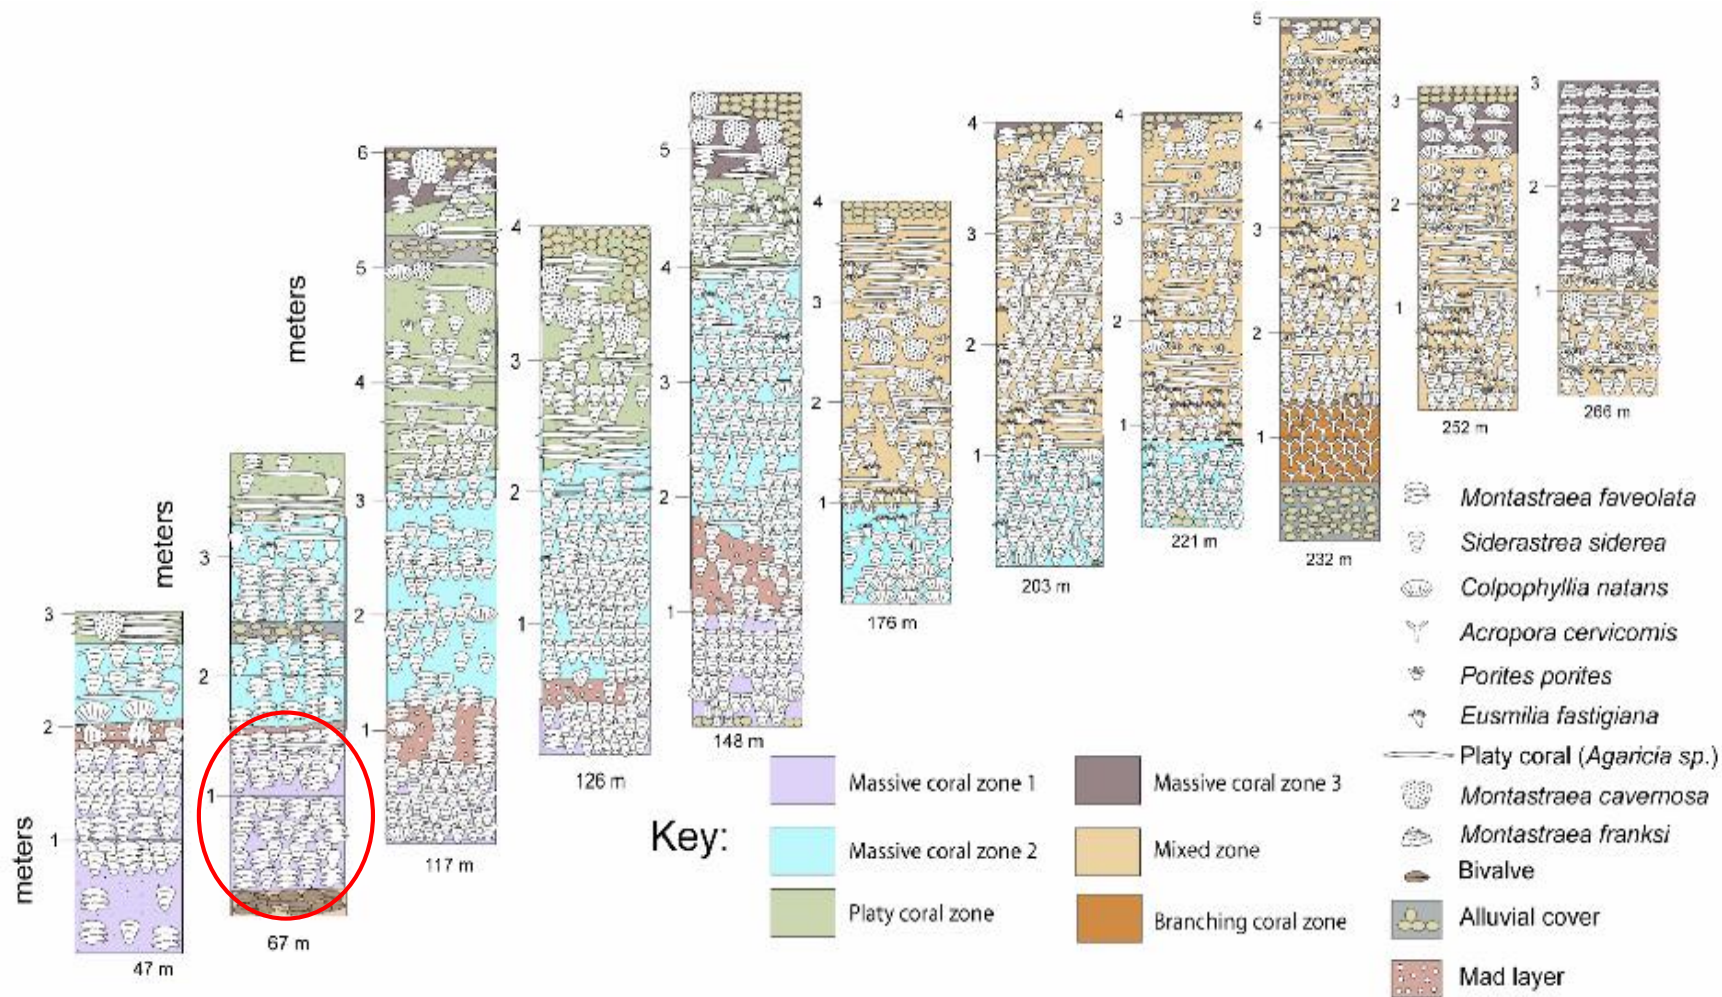 meters
3
2
1
47 m
meters
3
2
1
67 m
meters
6
5
4
3
2
1
117 m
4
3
2
1
126 m
5
4
3
2
1
148 m
4
3
2
1
176 m
4
3
2
1
203 m
4
3
2
1
221 m
5
4
3
2
1
232 m
3
2
1
252 m
3
2
1
266 m
Key:
Massive coral zone 1
Massive coral zone 2
Platy coral zone
Massive coral zone 3
Mixed zone
Branching coral zone
Montastraea faveolata
Siderastrea siderea
Colpophyllia natans
Acropora cervicomis
Porites porites
Eusmilia fastigiana
Platy coral (Agaricia sp.)
Montastraea cavernosa
Montastraea franksi
Bivalve
Alluvial cover
Mad layer